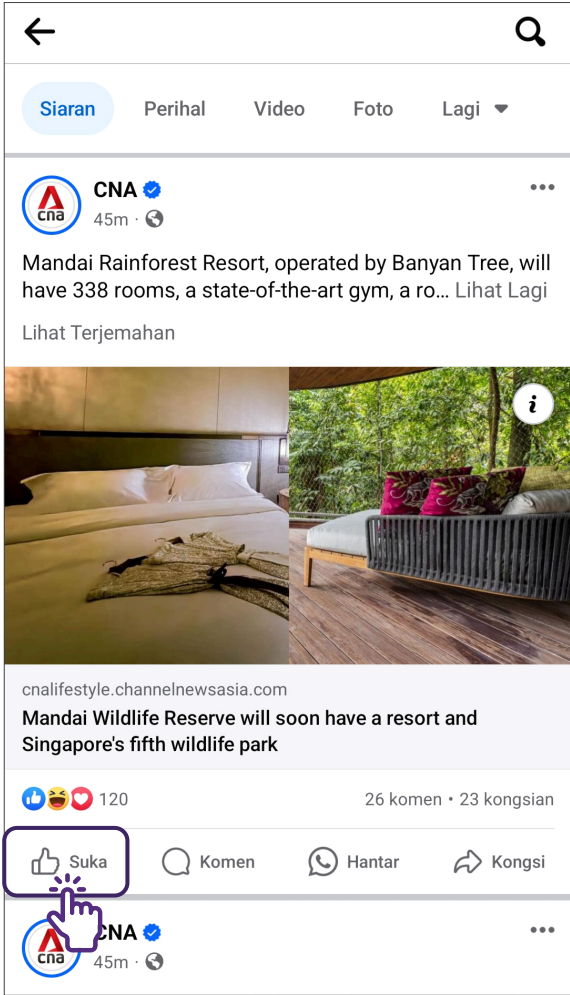 Siaran Perihal Video Foto Lagi
cna
CNA
45m ·
Mandai Rainforest Resort, operated by Banyan Tree, will
have 338 rooms, a state-of-the-art gym, a ro... Lihat Lagi
Lihat Terjemahan
i
cnalifestyle.channelnewsasia.com
Mandai Wildlife Reserve will soon have a resort and
Singapore's fifth wildlife park
120 26 komen • 23 kongsian
Suka Komen Hantar Kongsi
cna
CNA
45m ·